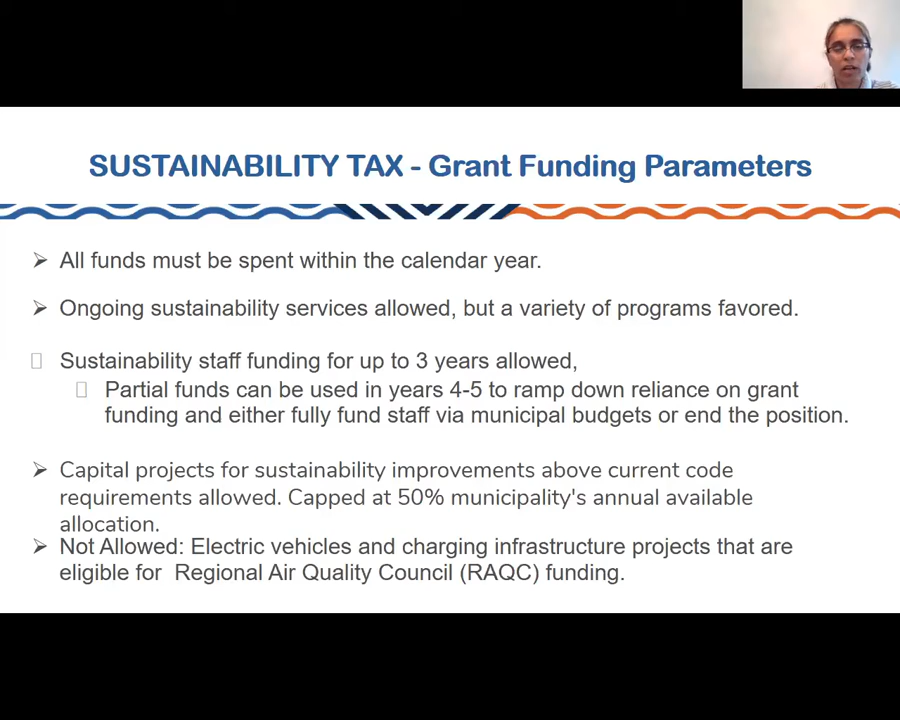 SUSTAINABILITY TAX - Grant Funding Parameters
All funds must be spent within the calendar year.
Ongoing sustainability services allowed, but a variety of programs favored.
Sustainability staff funding for up to 3 years allowed,
Partial funds can be used in years 4-5 to ramp down reliance on grant
funding and either fully fund staff via municipal budgets or end the position.
Capital projects for sustainability improvements above current code
requirements allowed. Capped at 50% municipality's annual available
allocation.
Not Allowed: Electric vehicles and charging infrastructure projects that are
eligible for Regional Air Quality Council (RAQC) funding.